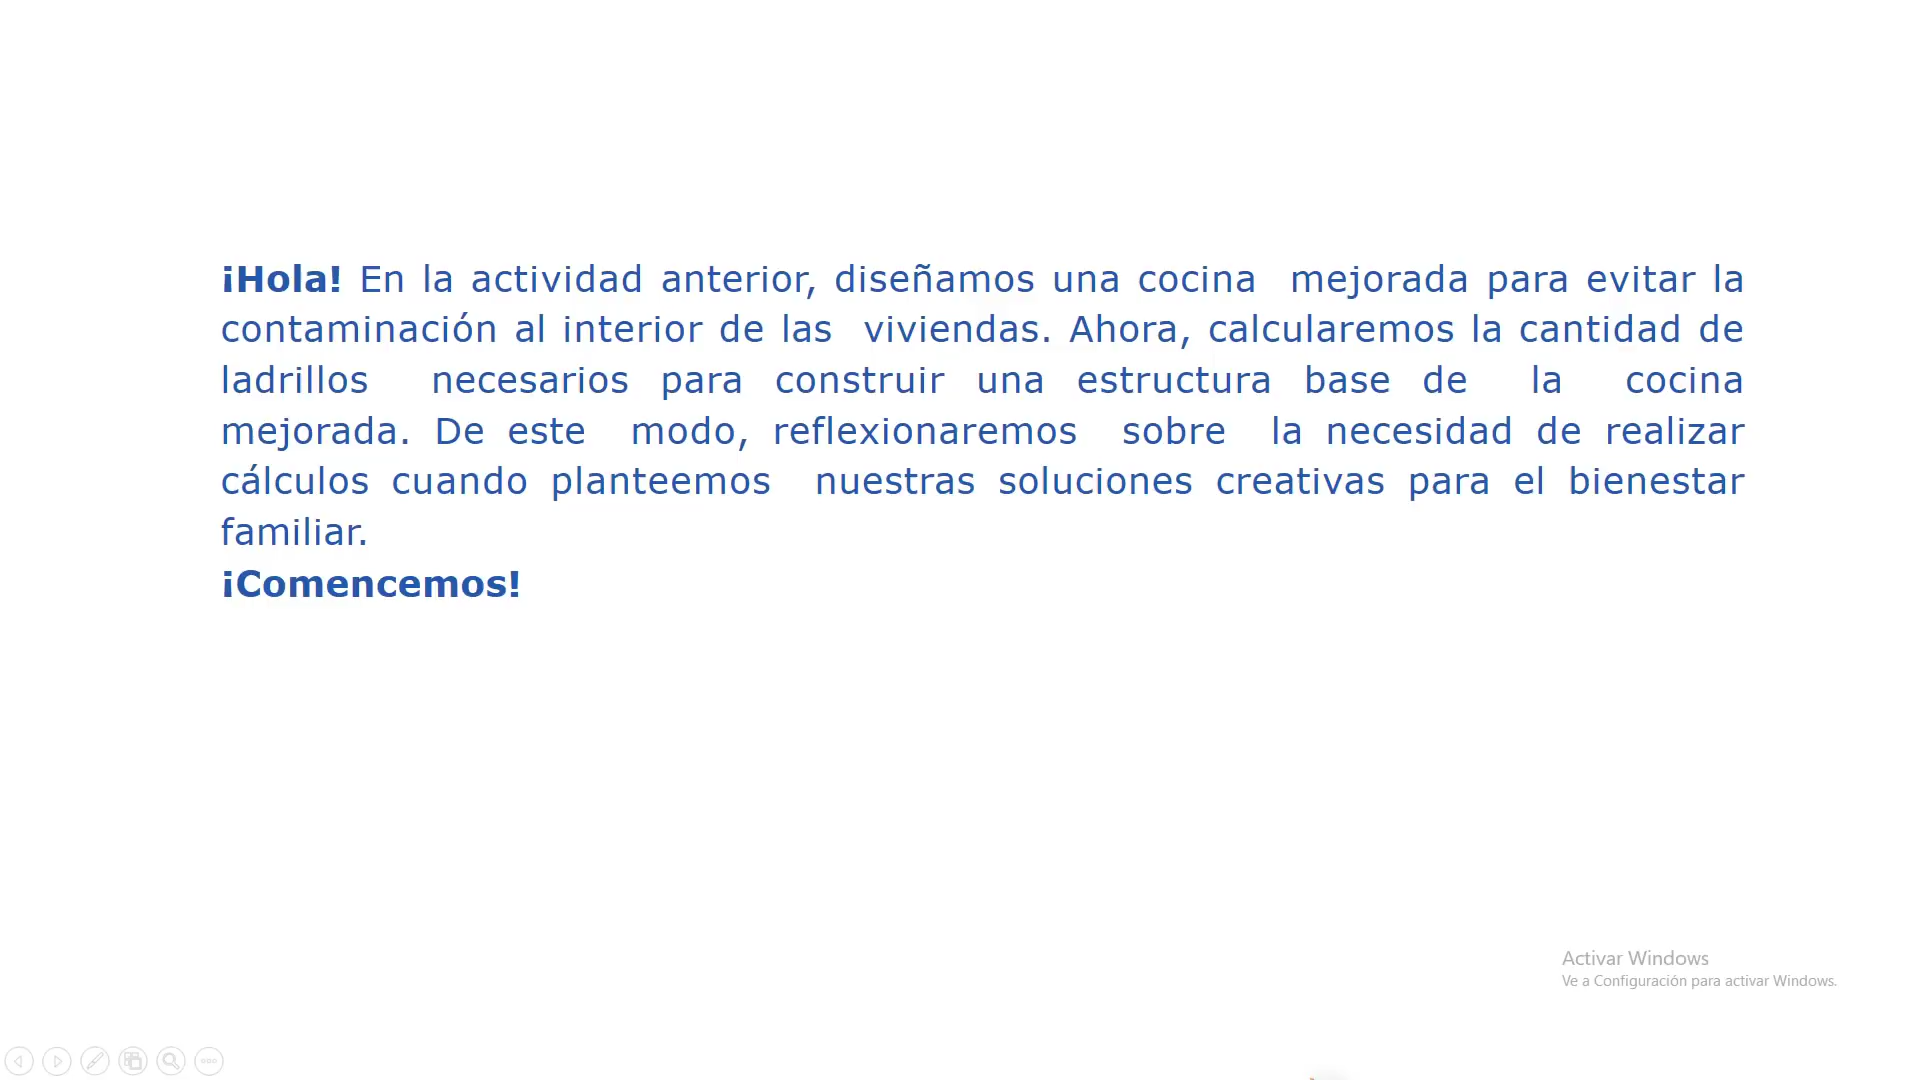 ¡Hola! En la actividad anterior, diseñamos una cocina mejorada para evitar la
contaminación al interior de las viviendas. Ahora, calcularemos la cantidad de
ladrillos necesarios para construir una estructura base de la cocina
mejorada. De este modo, reflexionaremos sobre la necesidad de realizar
cálculos cuando planteemos nuestras soluciones creativas para el bienestar
familiar.
¡Comencemos!
Activar Windows
Ve a Configuración para activar Windows.